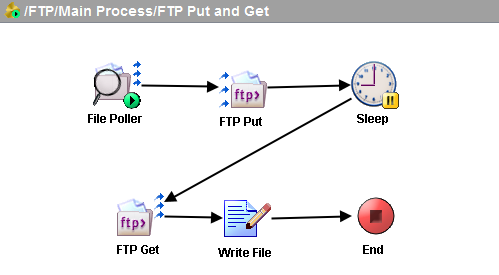 /FTP/Main Process/FTP Put and Get
File Poller
ftp>
FTP Put
Sleep
ftp>
FTP Get
Write File
End